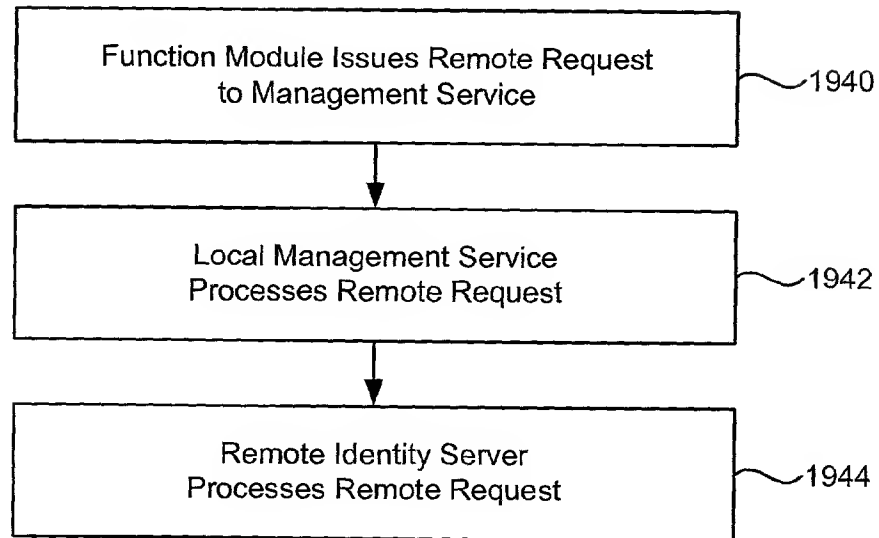 Function Module Issues Remote Request
to Management Service
1940
Local Management Service
Processes Remote Request
1942
Remote Identity Server
Processes Remote Request
1944